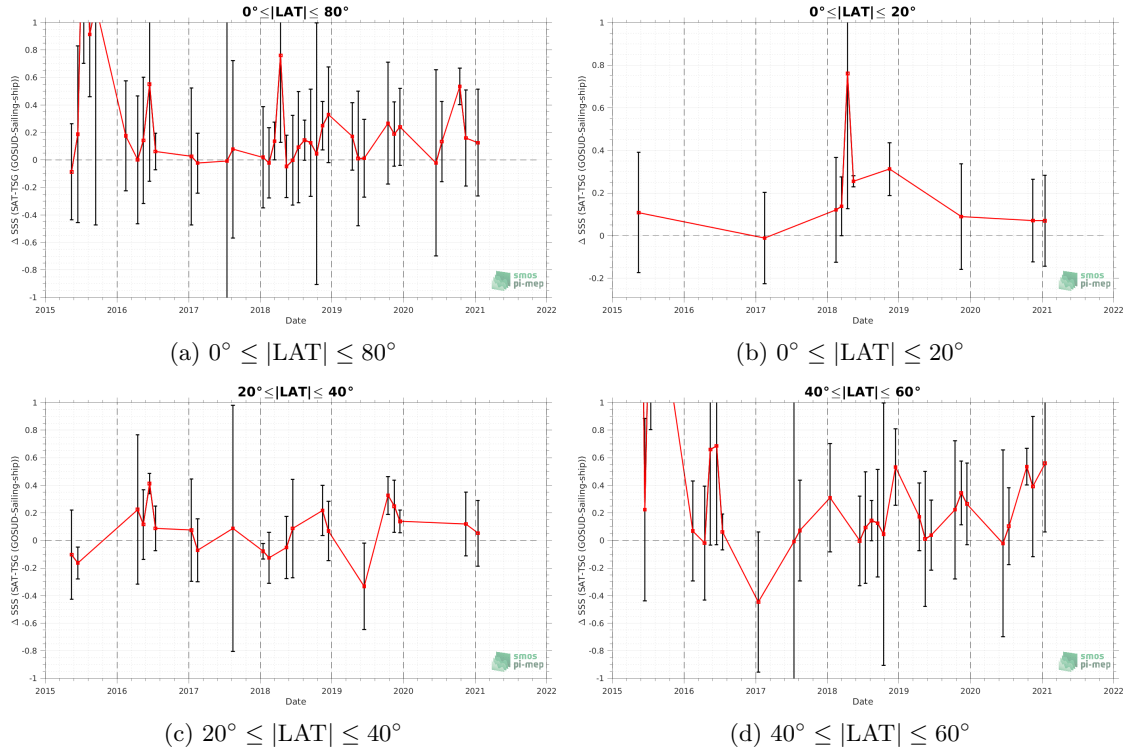 0°≤|LAT|≤ 80°
Δ SSS (SAT-TSG (GOSUD-Sailing-ship))
1
0.8
0.6
0.4
0.2
0
-0.2
-0.4
-0.6
-0.8
-1
2015 2016 2017 2018 2019 2020 2021 2022
Date
smos
pi-mep
(a) 0° ≤ |LAT| ≤ 80°
0°≤|LAT|≤ 20°
Δ SSS (SAT-TSG (GOSUD-Sailing-ship))
1
0.8
0.6
0.4
0.2
0
-0.2
2015 2016 2017 2018 2019 2020 2021 2022
Date
smos
pi-mep
(b) 0° ≤ |LAT| ≤ 20°
20°≤|LAT|≤ 40°
Δ SSS (SAT-TSG (GOSUD-Sailing-ship))
1
0.8
0.6
0.4
0.2
0
-0.2
-0.4
-0.6
-0.8
-1
2015 2016 2017 2018 2019 2020 2021 2022
Date
smos
pi-mep
(c) 20° ≤ |LAT| ≤ 40°
40°≤|LAT|≤ 60°
Δ SSS (SAT-TSG (GOSUD-Sailing-ship))
1
0.8
0.6
0.4
0.2
0
-0.2
-0.4
-0.6
-0.8
-1
2015 2016 2017 2018 2019 2020 2021 2022
Date
smos
pi-mep
(d) 40° ≤ |LAT| ≤ 60°